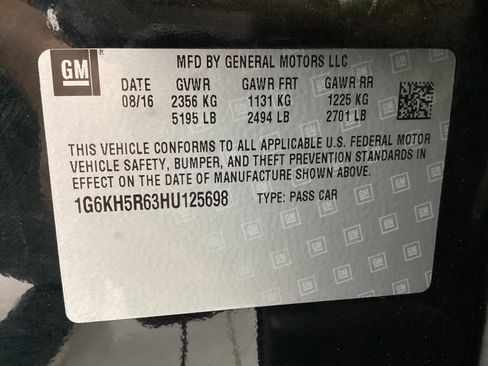 GM
MFD BY GENERAL MOTORS LLC
DATE GVWR GAWR FRT GAWR RR
08/16 2356 KG 1131 KG 1225 KG
5195 LB 2494 LB 2701 LB
THIS VEHICLE CONFORMS TO ALL APPLICABLE U.S. FEDERAL MOTOR
VEHICLE SAFETY, BUMPER, AND THEFT PREVENTION STANDARDS IN
EFFECT ON THE DATE OF MANUFACTURE SHOWN ABOVE.
1G6KH5R63HU125698 TYPE: PASS CAR